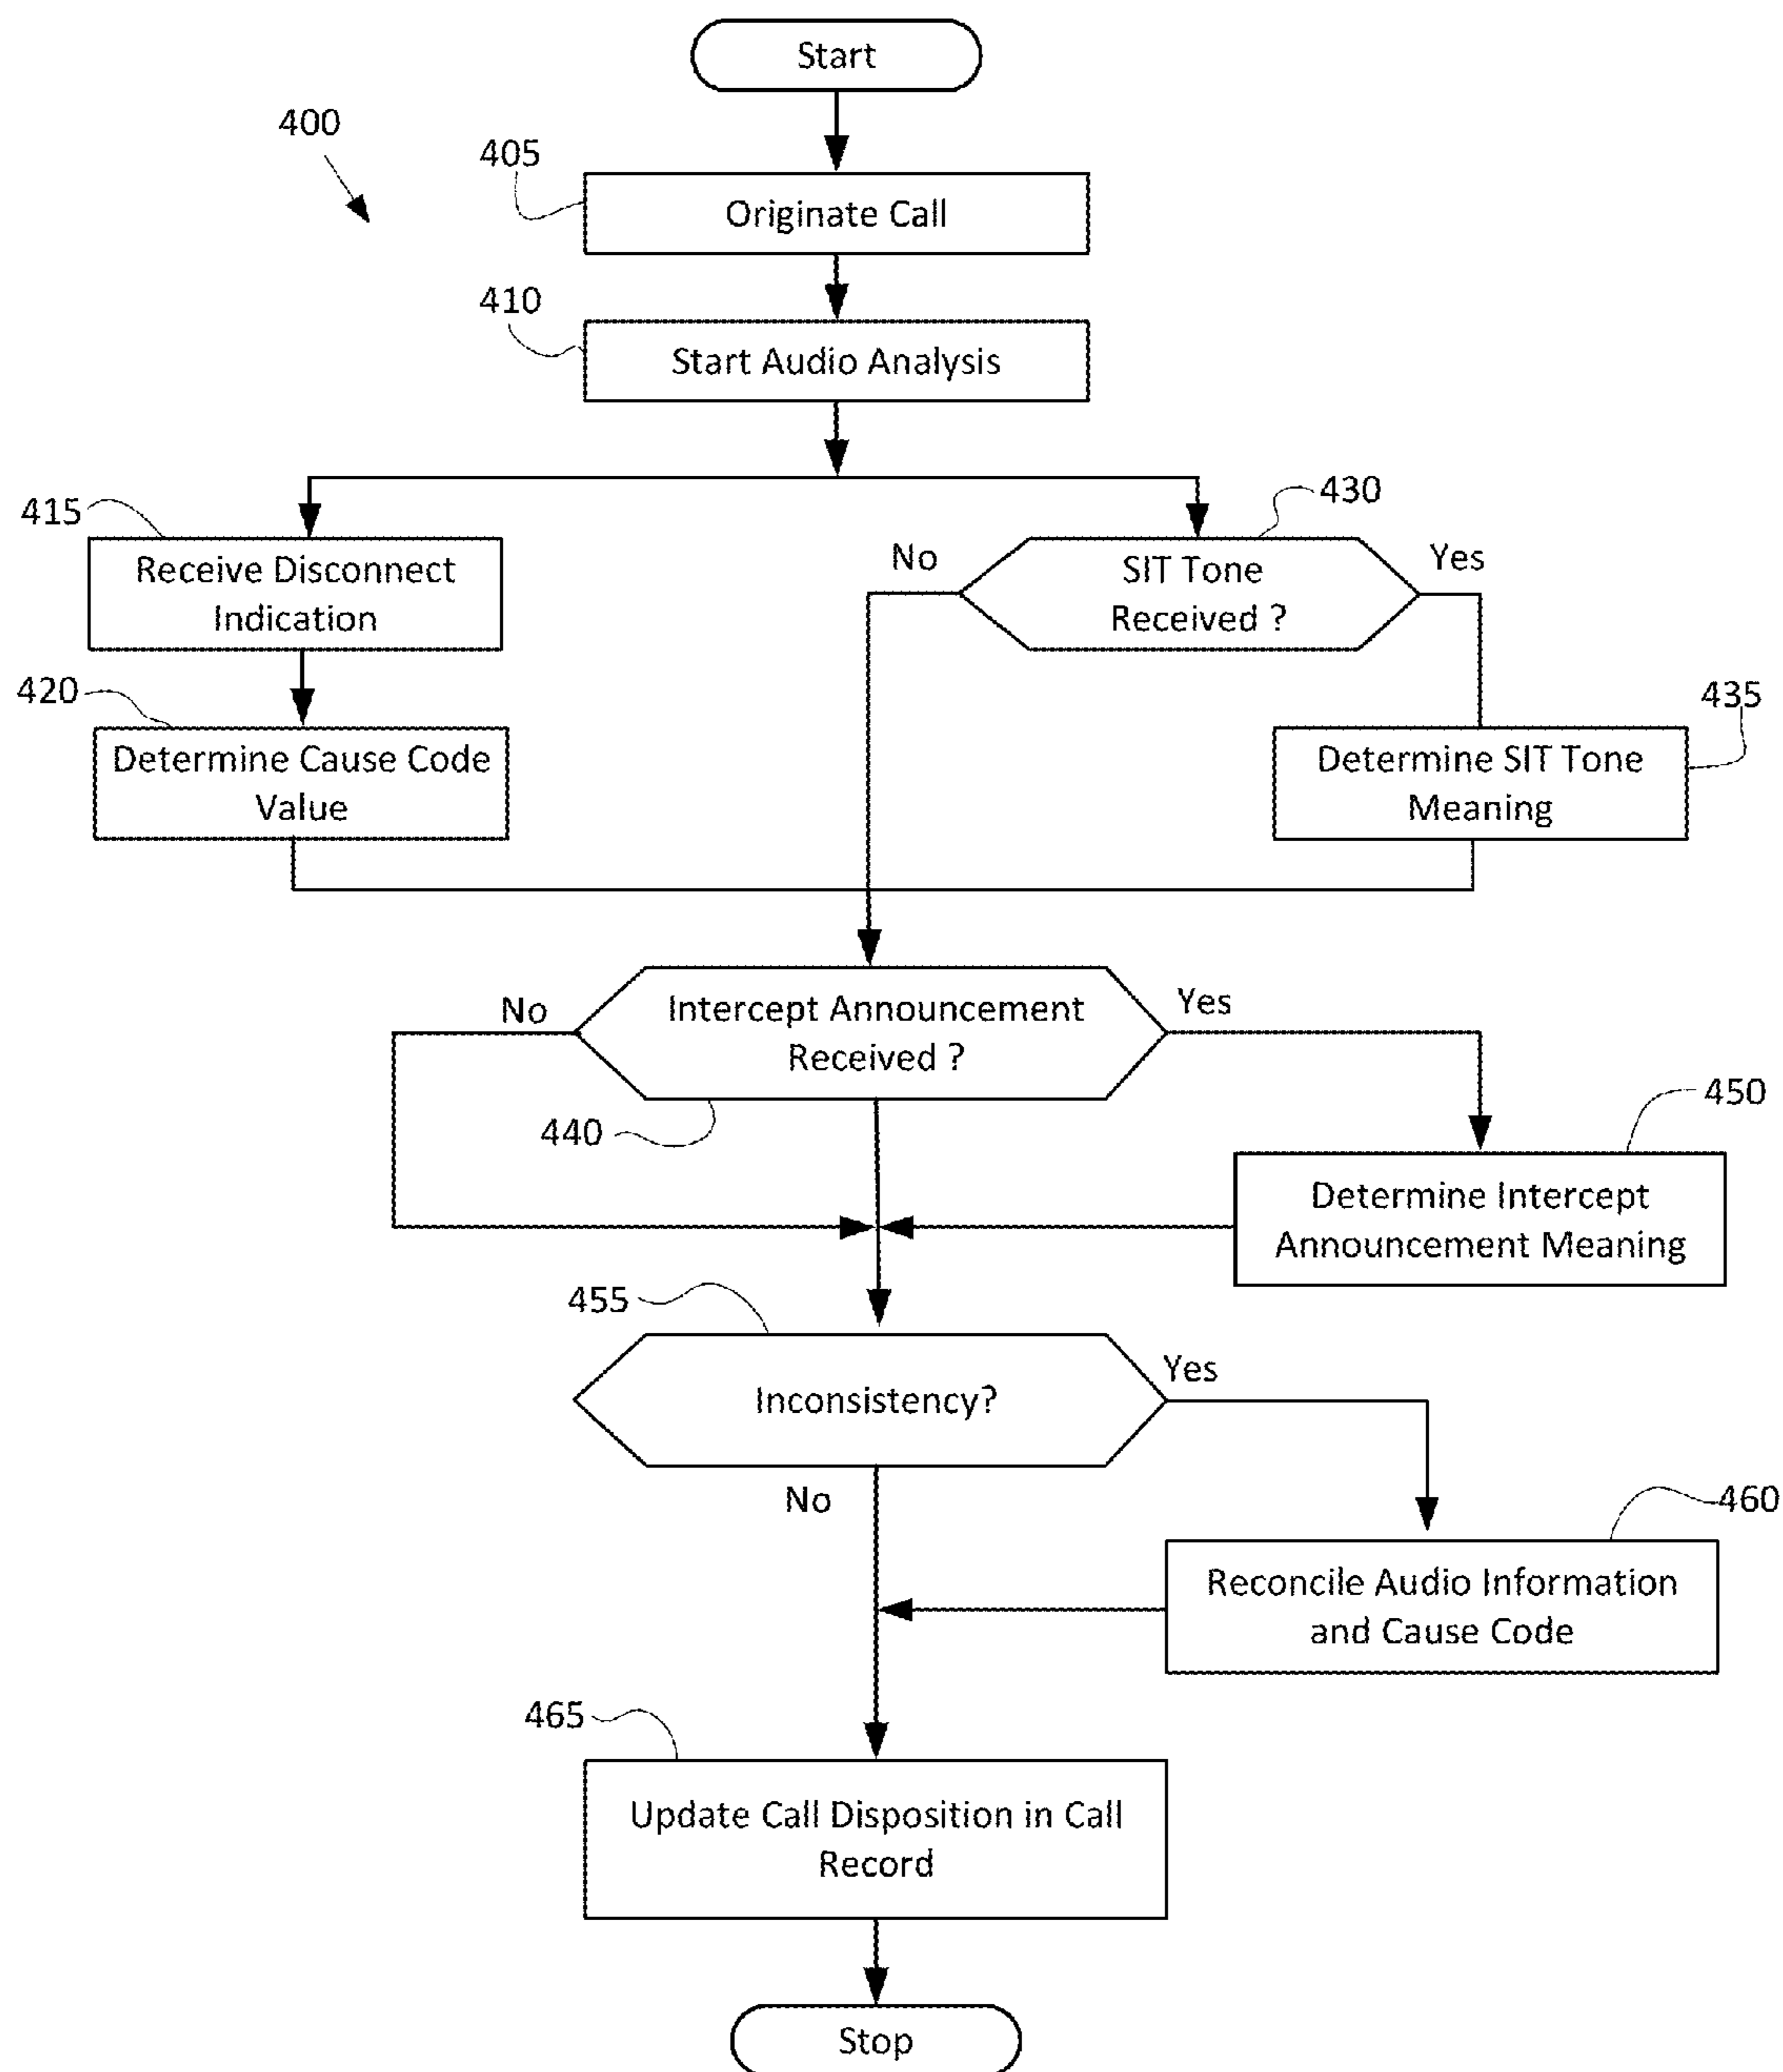 Start
400
405
Originate Call
410
Start Audio Analysis
415
Receive Disconnect
Indication
430
No
SIT Tone
Received ?
Yes
420
Determine Cause Code
Value
435
Determine SIT Tone
Meaning
No
Intercept Announcement
Received ?
Yes
440
450
Determine Intercept
Announcement Meaning
455
Inconsistency?
Yes
No
460
Reconcile Audio Information
and Cause Code
465
Update Call Disposition in Call
Record
Stop